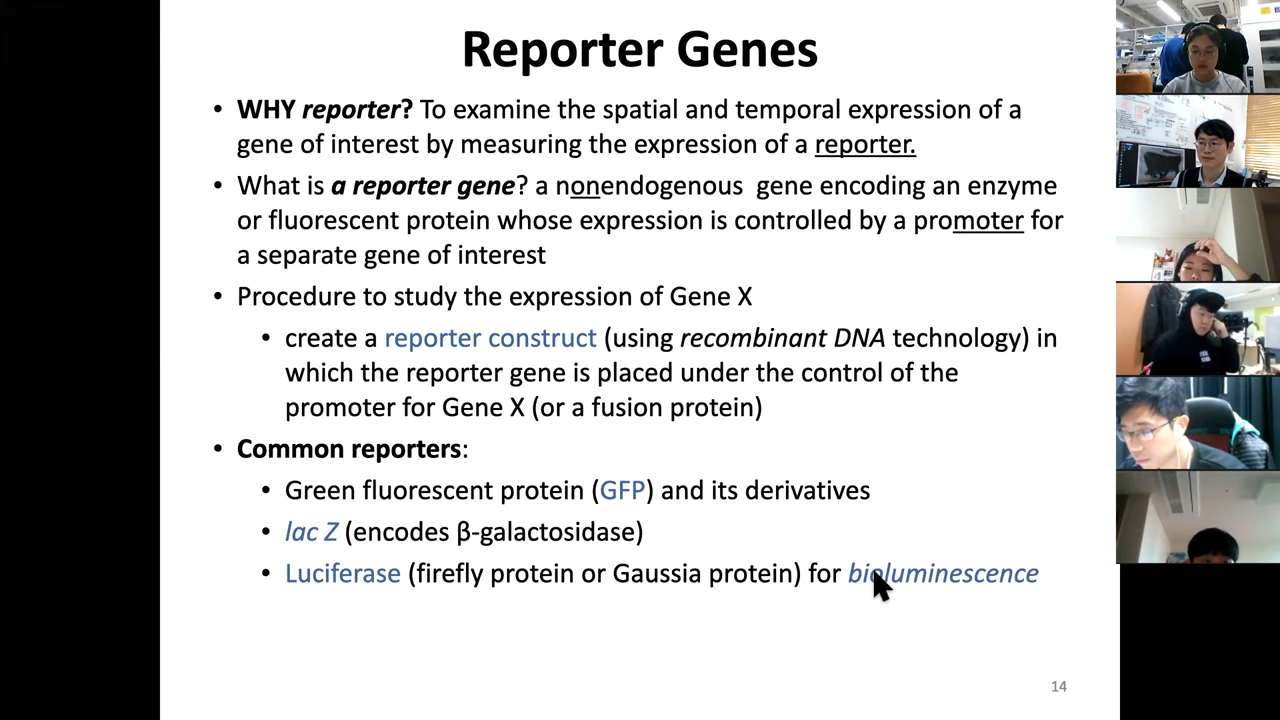 Reporter Genes
• WHY reporter? To examine the spatial and temporal expression of a
gene of interest by measuring the expression of a reporter.
• What is a reporter gene? a nonendogenous gene encoding an enzyme
or fluorescent protein whose expression is controlled by a promoter for
a separate gene of interest
• Procedure to study the expression of Gene X
• create a reporter construct (using recombinant DNA technology) in
which the reporter gene is placed under the control of the
promoter for Gene X (or a fusion protein)
• Common reporters:
• Green fluorescent protein (GFP) and its derivatives
• lac Z (encodes β-galactosidase)
• Luciferase (firefly protein or Gaussia protein) for bioluminescence
14